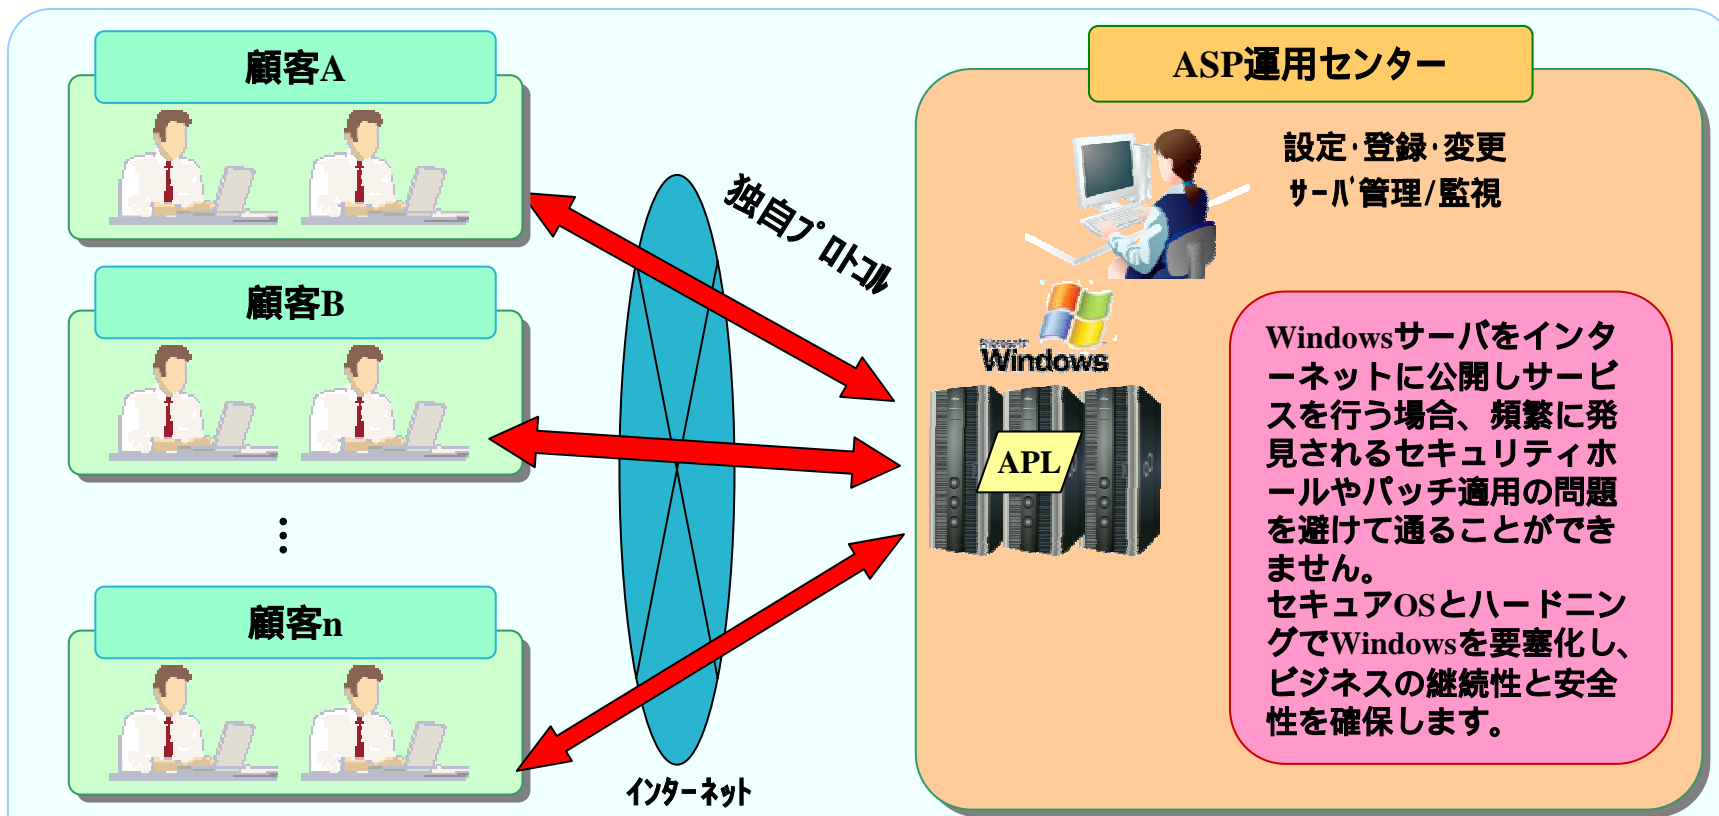 顧客A
顧客B
⋮
顧客n
独自ﾌﾟﾛﾄｺﾙ
ｲﾝﾀｰﾈｯﾄ
ASP運用センター
設定･登録･変更
ｻｰﾊﾞ管理/監視
Microsoft
Windows
APL
Windowsサーバをインタ
ーネットに公開しサービ
スを行う場合、頻繁に発
見されるセキュリティホ
ールやパッチ適用の問題
を避けて通ることができ
ません。
セキュアOSとハードニン
グでWindowsを要塞化し、
ビジネスの継続性と安全
性を確保します。